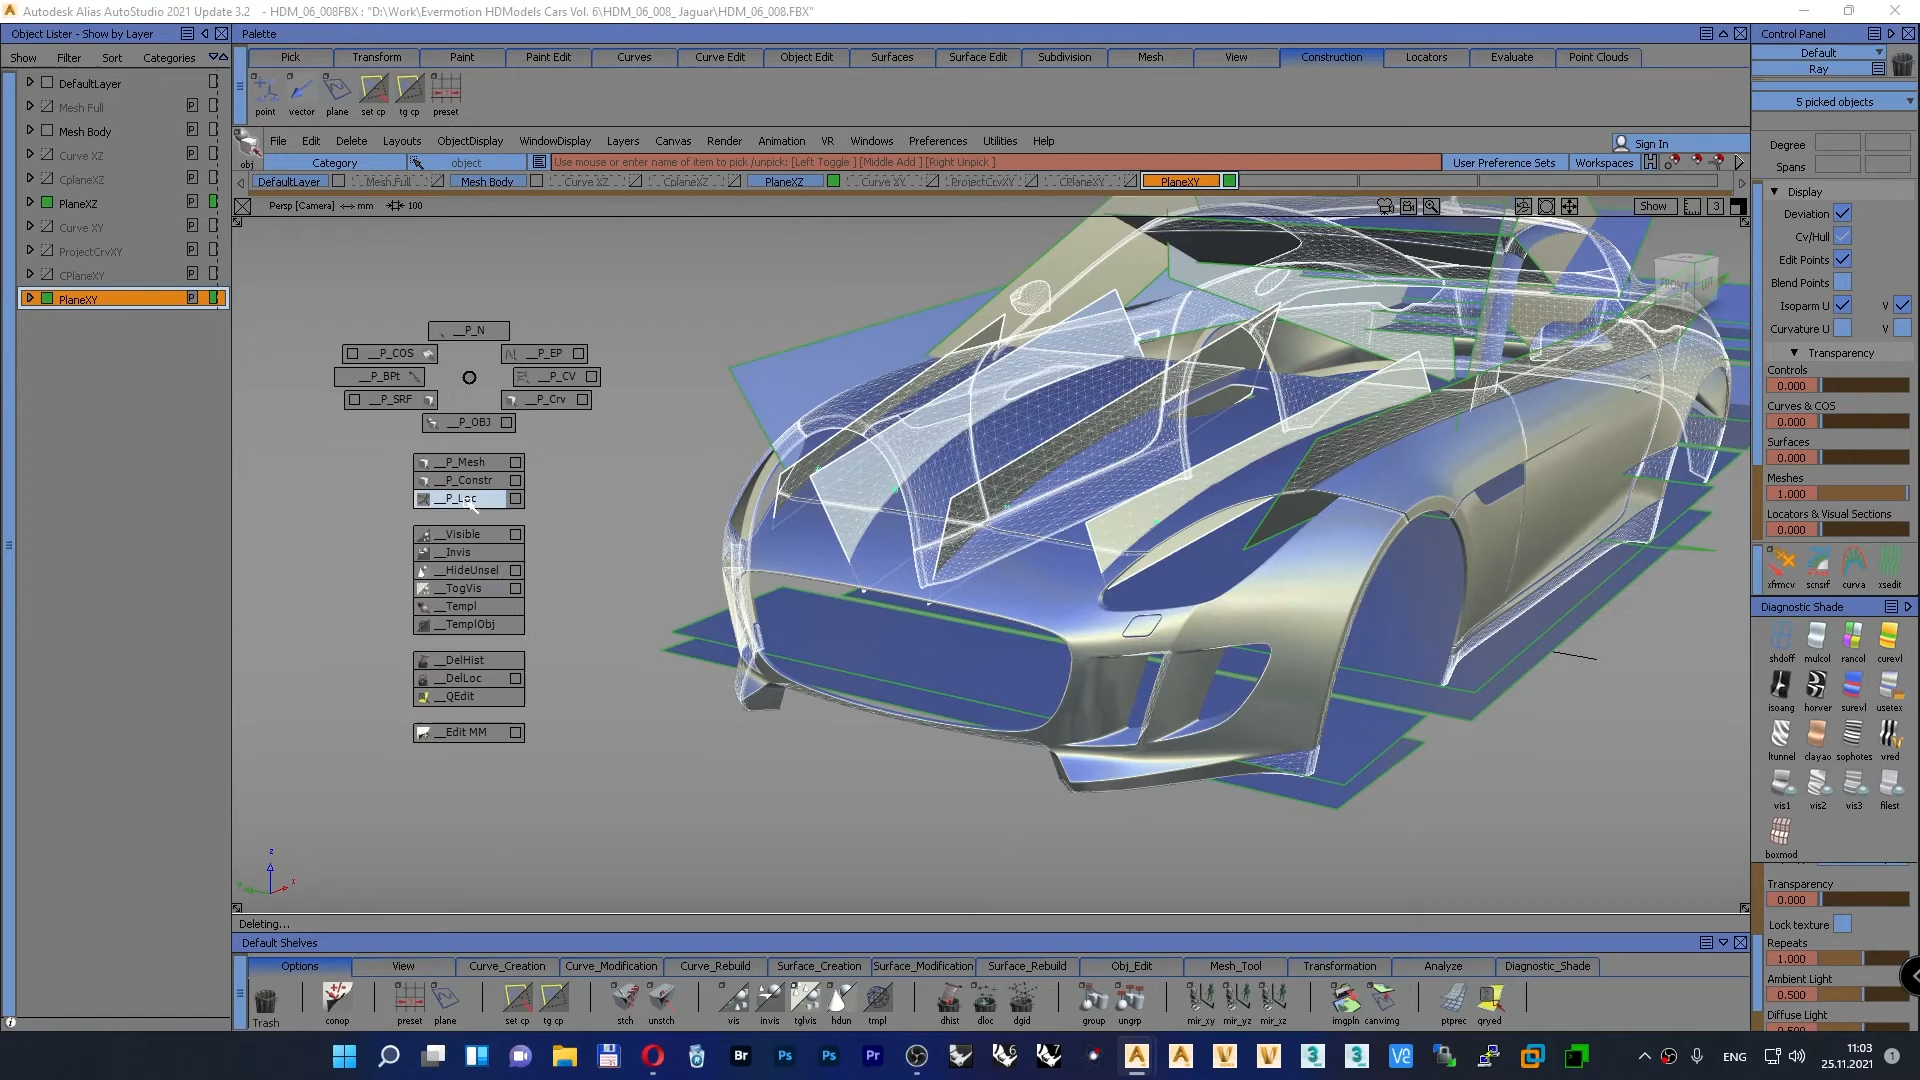 Autodesk Alias AutoStudio 2021 Update 3.2 - HDM_06_008FBX : "D:\Work\Evermotion HDModels Cars Vol. 6\HDM_06_008_ Jaguar\HDM_06_008.FBX"
Object Lister - Show by Layer
Palette
Control Panel
Show Filter Sort Categories
Pick Transform Paint Paint Edit Curves Curve Edit Object Edit Surfaces Surface Edit Subdivision Mesh View Construction Locators Evaluate Point Clouds
Default
Ray
DefaultLayer
Mesh Full
Mesh Body
Curve XZ
CplaneXZ
PlaneXZ
Curve XY
ProjectCrvXY
CPlaneXY
PlaneXY
point vector plane set cp tg cp preset
5 picked objects
obj
File Edit Delete Layouts ObjectDisplay WindowDisplay Layers Canvas Render Animation VR Windows Preferences Utilities Help
Sign In
Category object
Use mouse or enter name of item to pick /unpick: [Left Toggle ] [Middle Add ] [Right Unpick ]
User Preference Sets Workspaces
DefaultLayer Mesh Full Mesh Body Curve XZ CplaneXZ PlaneXZ Curve XY ProjectCrvXY CPlaneXY PlaneXY
Persp [Camera] <-> mm 100
Show 3
FRONT LEFT
Degree
Spans
Display
Deviation
Cv/Hull
Edit Points
Blend Points
Isoparm U V
Curvature U V
Transparency
Controls
0.000
Curves & COS
0.000
Surfaces
0.000
Meshes
1.000
Locators & Visual Sections
0.000
xfrmcv scnsrf curva xsedit
Diagnostic Shade
shdoff mulcol rancol curevl
isoang horver surevl usetex
ltunnel clayao sophotes vred
vis1 vis2 vis3 filest
boxmod
Transparency
0.000
Lock texture
Repeats
1.000
Ambient Light
0.500
Diffuse Light
0.500
__P_N
__P_COS __P_EP
__P_BPt __P_CV
__P_SRF __P_Crv
__P_OBJ
__P_Mesh
__P_Constr
__P_Loc
__Visible
__Invis
__HideUnsel
__TogVis
__Templ
__TemplObj
__DelHist
__DelLoc
__QEdit
__Edit MM
z
y x
Deleting...
Default Shelves
Options View Curve_Creation Curve_Modification Curve_Rebuild Surface_Creation Surface_Modification Surface_Rebuild Obj_Edit Mesh_Tool Transformation Analyze Diagnostic_Shade
Trash conop preset plane set cp tg cp stch unstch vis invis tglvis hdun tmpl dhist dloc dgid group ungrp mir_xy mir_yz mir_xz imgpln canvimg ptprec qryed
Br Ps Ps Pr 6 7 A A V V 3 3
ENG
11:03
25.11.2021
1